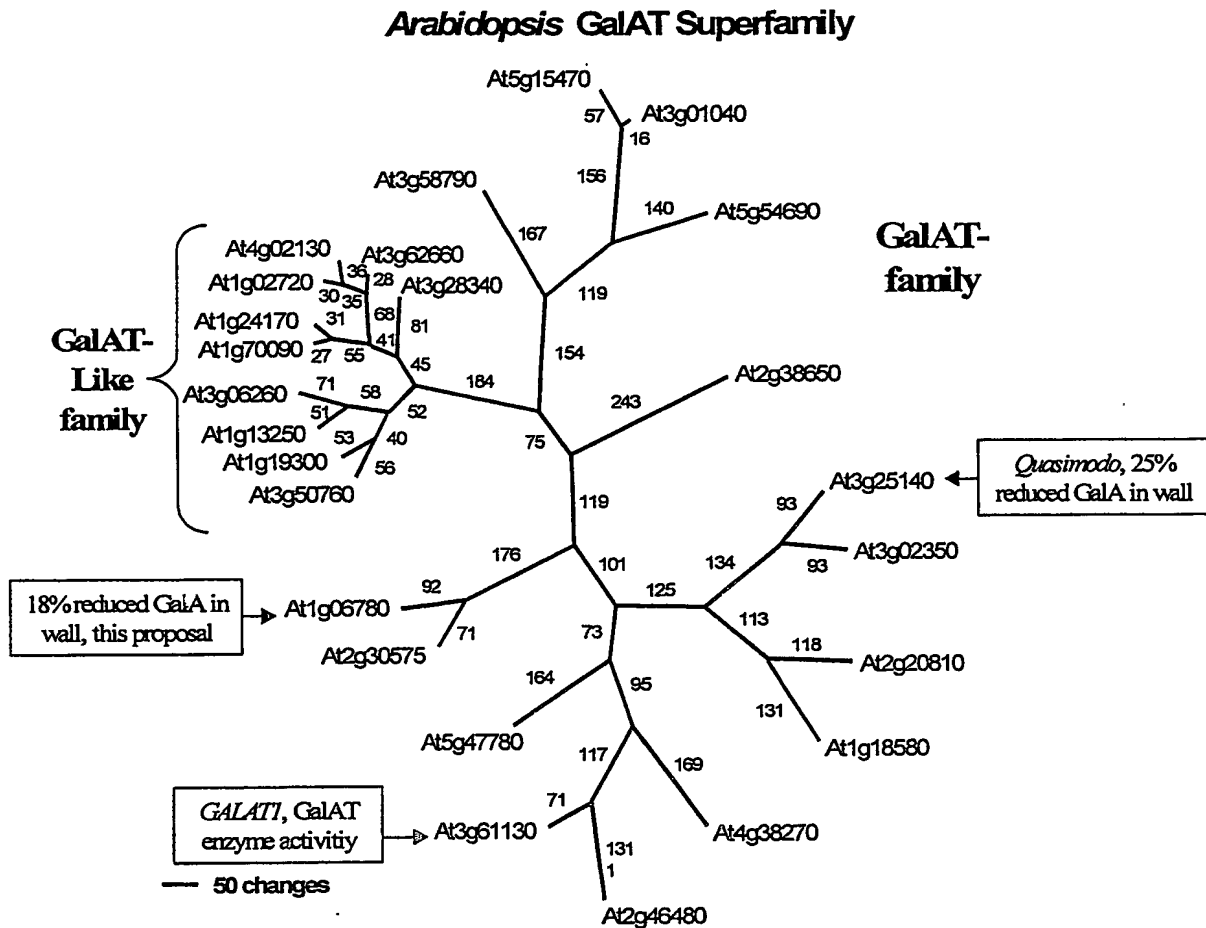 Arabidopsis GalAT Superfamily
At5g15470
57
At3g01040
16
156
At3g58790
140
At5g54690
167
GalAT-
family
119
At4g02130
At3g62660
36
28
At1g02720
At3g28340
30
35
68
81
At1g24170
31
At1g70090
41
27
55
45
GalAT-
Like
family
154
At3g06260
71
58
184
At2g38650
243
51
52
At1g13250
53
40
75
At1g19300
56
At3g50760
119
Quasimodo, 25%
reduced GalA in wall
At3g25140
93
At3g02350
93
134
176
101
125
18% reduced GalA in
wall, this proposal
At1g06780
92
71
At2g30575
113
118
At2g20810
73
164
95
131
At5g47780
At1g18580
117
169
GALAT1, GalAT
enzyme activitiy
At3g61130
71
At4g38270
131
1
50 changes
At2g46480